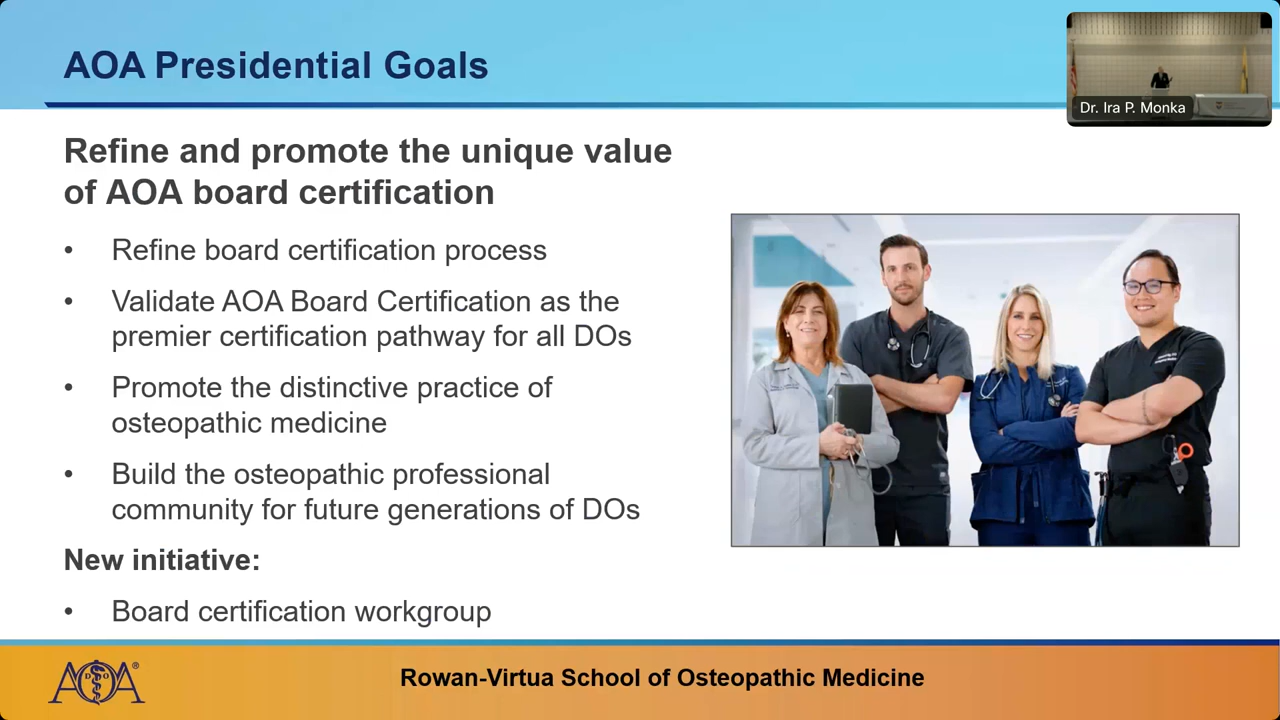 AOA Presidential Goals
Dr. Ira P. Monka
Refine and promote the unique value
of AOA board certification
• Refine board certification process
• Validate AOA Board Certification as the
premier certification pathway for all DOs
• Promote the distinctive practice of
osteopathic medicine
• Build the osteopathic professional
community for future generations of DOs
New initiative:
• Board certification workgroup
AOA®
DO
Rowan-Virtua School of Osteopathic Medicine